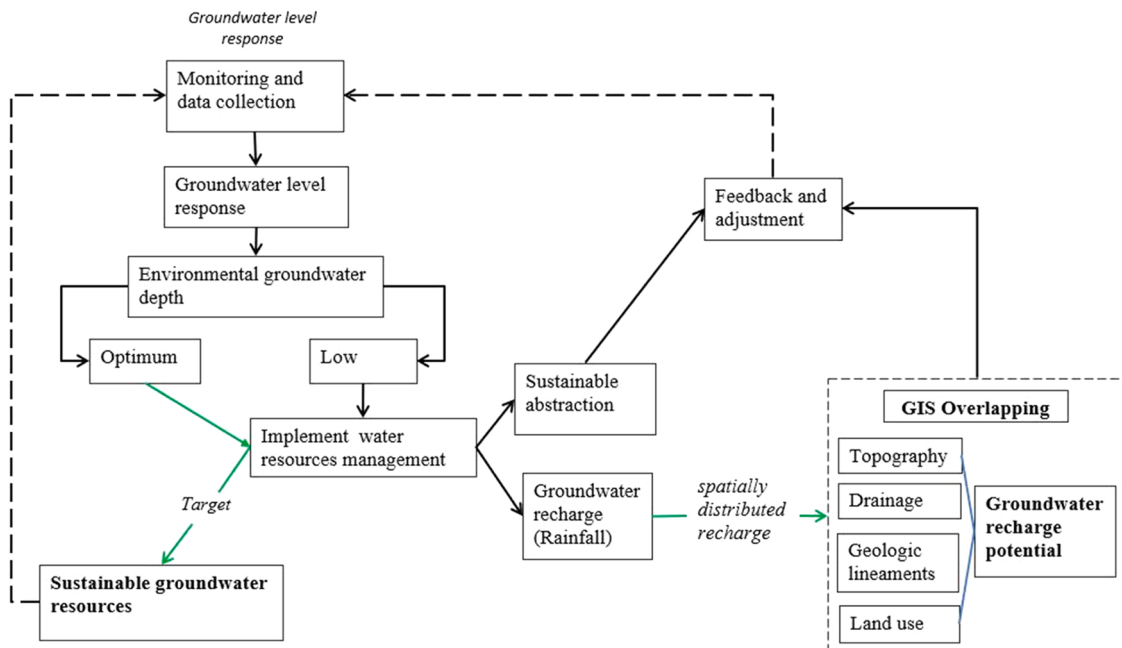 Groundwater level
response
Monitoring and
data collection
Groundwater level
response
Environmental groundwater
depth
Optimum
Low
Implement water
resources management
Target
Sustainable groundwater
resources
Sustainable
abstraction
Groundwater
recharge
(Rainfall)
spatially
distributed
recharge
Feedback and
adjustment
GIS Overlapping
Topography
Drainage
Geologic
lineaments
Land use
Groundwater
recharge
potential